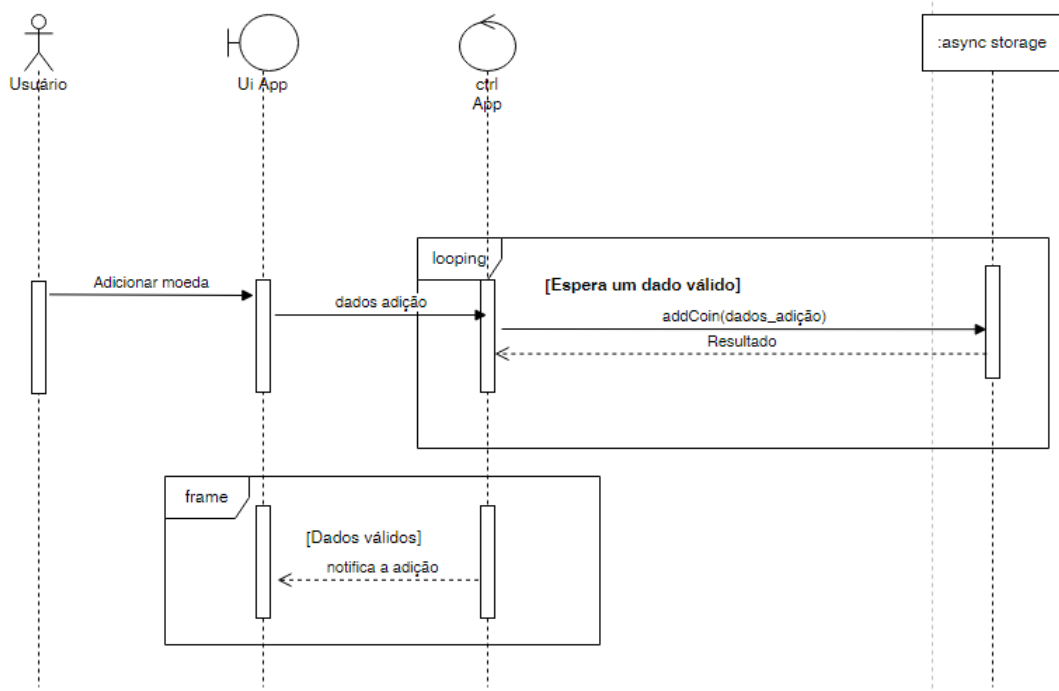 :async storage
Usuário
Ui App
ctrl
App
looping
[Espera um dado válido]
Adicionar moeda
dados adição
addCoin(dados_adição)
Resultado
frame
[Dados válidos]
notifica a adição